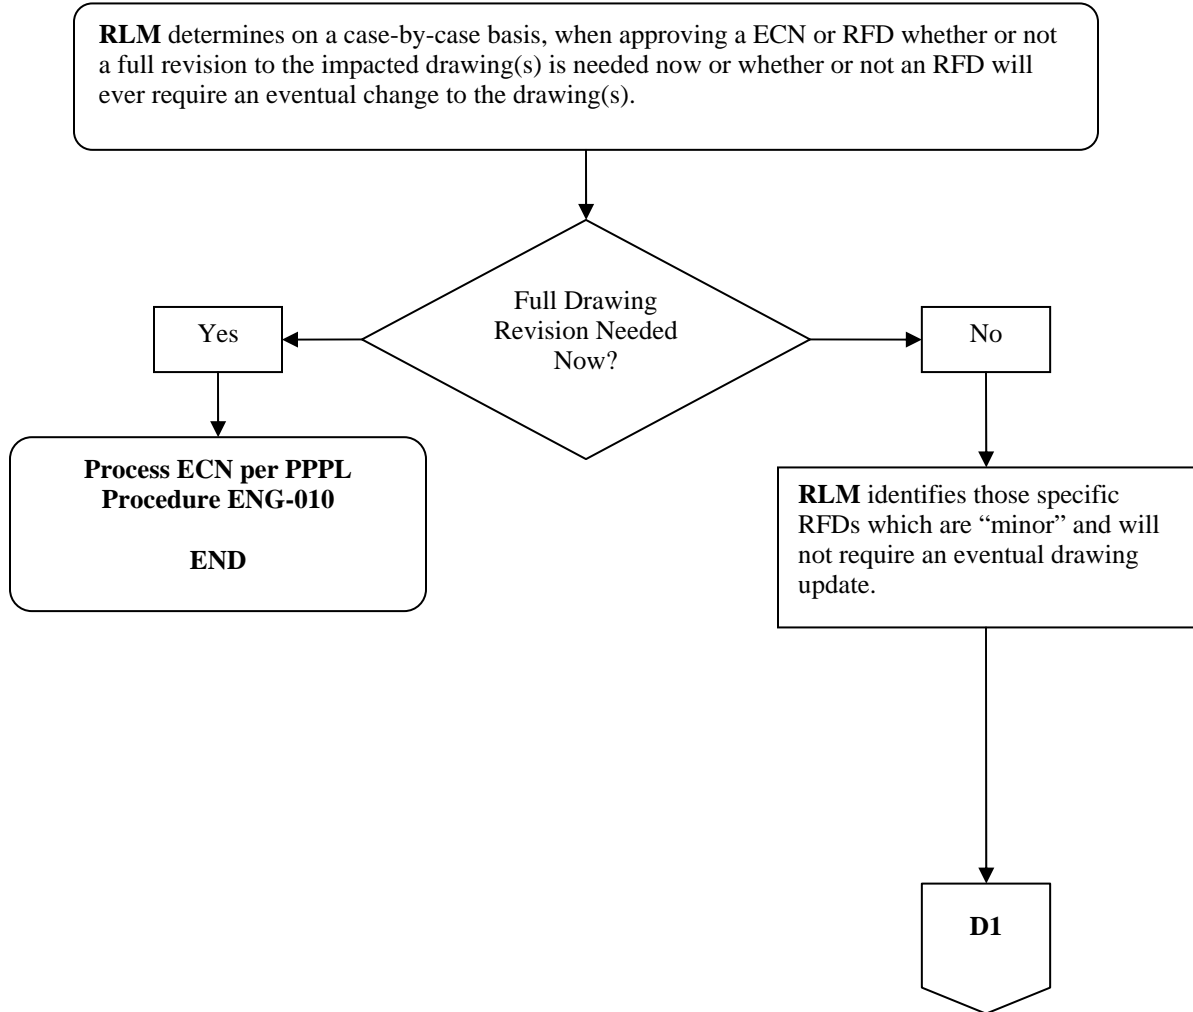 RLM determines on a case-by-case basis, when approving a ECN or RFD whether or not
a full revision to the impacted drawing(s) is needed now or whether or not an RFD will
ever require an eventual change to the drawing(s).
Full Drawing
Revision Needed
Now?
Yes
No
Process ECN per PPPL
Procedure ENG-010
END
RLM identifies those specific
RFDs which are “minor” and will
not require an eventual drawing
update.
D1